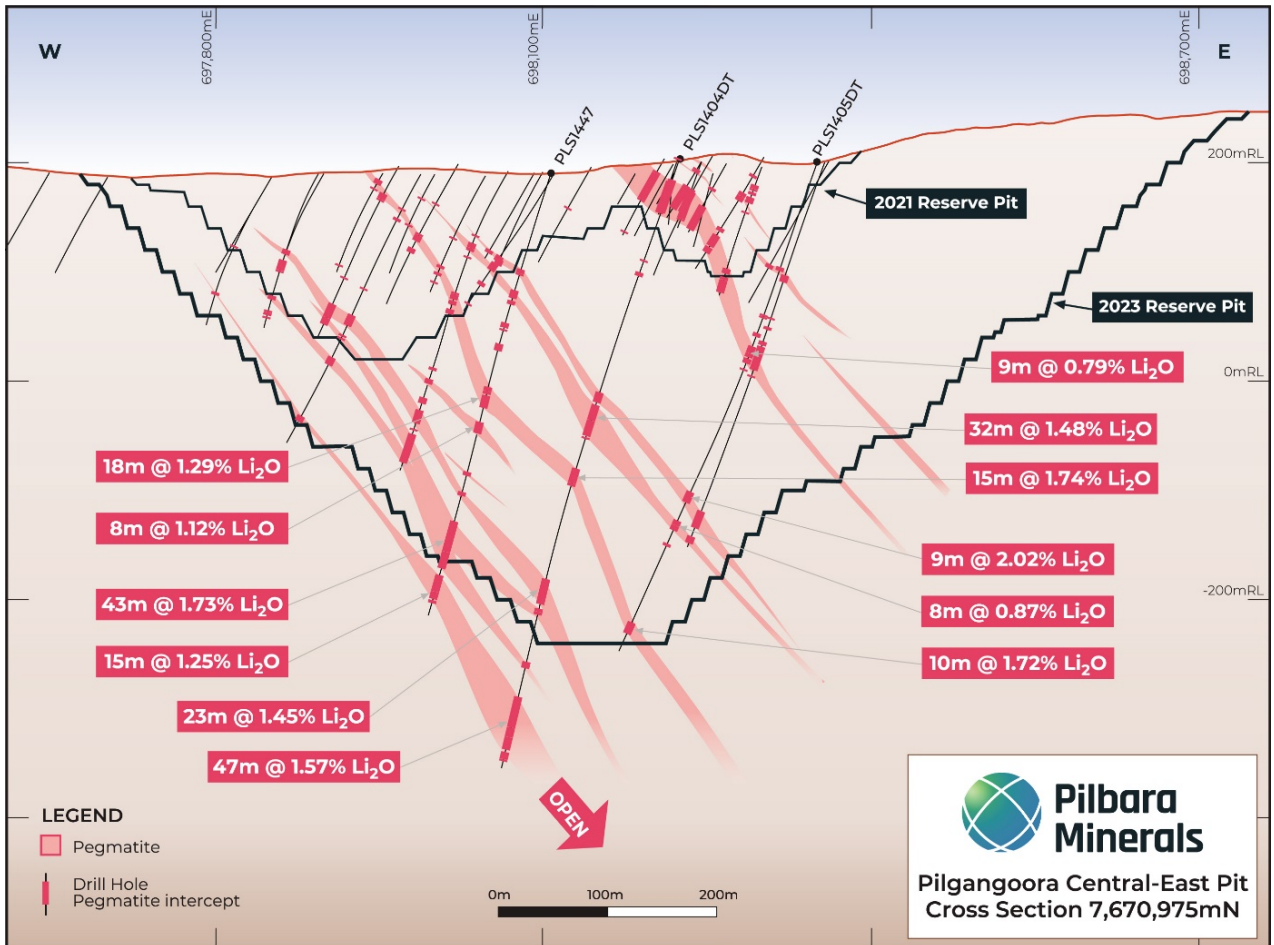 W
697,800mE
698,100mE
698,700mE
E
PLS1447
PLS1404DT
PLS1405DT
200mRL
2021 Reserve Pit
2023 Reserve Pit
9m @ 0.79% Li₂O
0mRL
32m @ 1.48% Li₂O
18m @ 1.29% Li₂O
15m @ 1.74% Li₂O
8m @ 1.12% Li₂O
9m @ 2.02% Li₂O
-200mRL
43m @ 1.73% Li₂O
8m @ 0.87% Li₂O
15m @ 1.25% Li₂O
10m @ 1.72% Li₂O
23m @ 1.45% Li₂O
47m @ 1.57% Li₂O
OPEN
LEGEND
Pegmatite
Drill Hole
Pegmatite intercept
0m 100m 200m
Pilbara
Minerals
Pilgangoora Central-East Pit
Cross Section 7,670,975mN